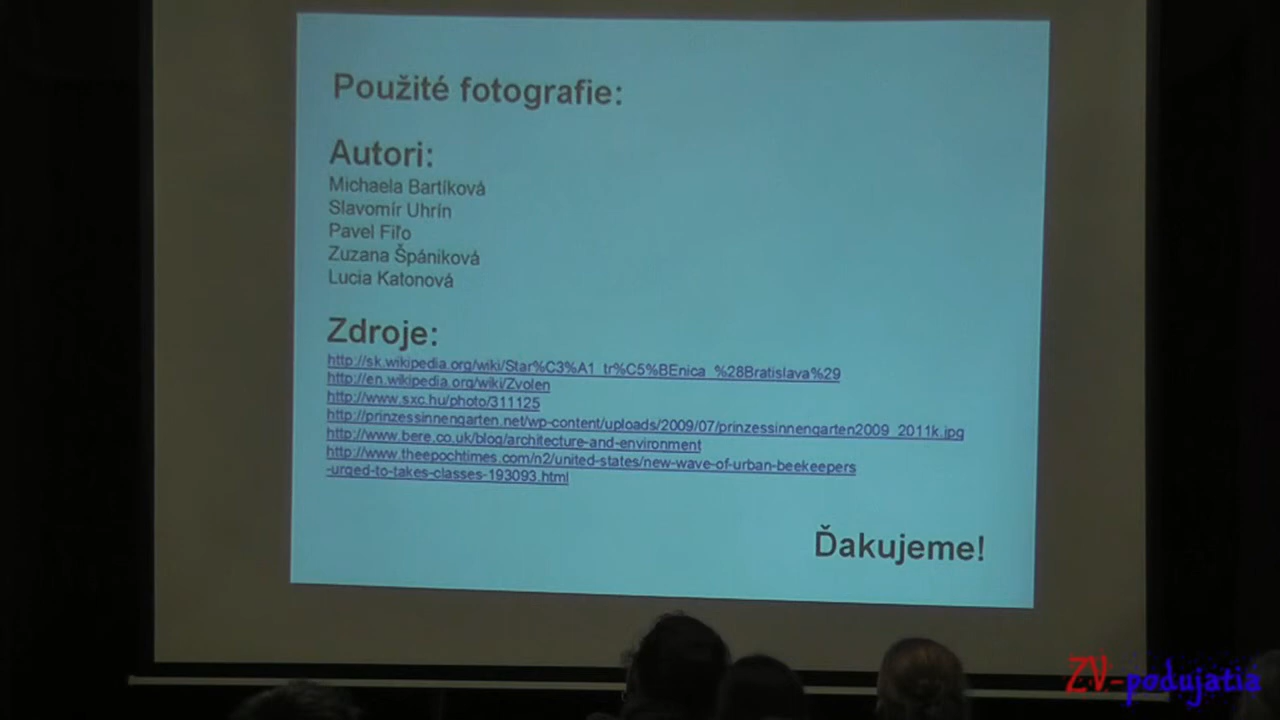 Použité fotografie:
Autori:
Michaela Bartíková
Slavomír Uhrín
Pavel Fiľo
Zuzana Špániková
Lucia Katonová
Zdroje:
http://sk.wikipedia.org/wiki/Star%C3%A1_tr%C5%BEnica_%28Bratislava%29
http://en.wikipedia.org/wiki/Zvolen
http://www.sxc.hu/photo/311125
http://prinzessinnengarten.net/wp-content/uploads/2009/07/prinzessinnengarten2009_2011k.jpg
http://www.bere.co.uk/blog/architecture-and-environment
http://www.theepochtimes.com/n2/united-states/new-wave-of-urban-beekeepers
-urged-to-takes-classes-193093.html
Ďakujeme!
ZV-podujatia